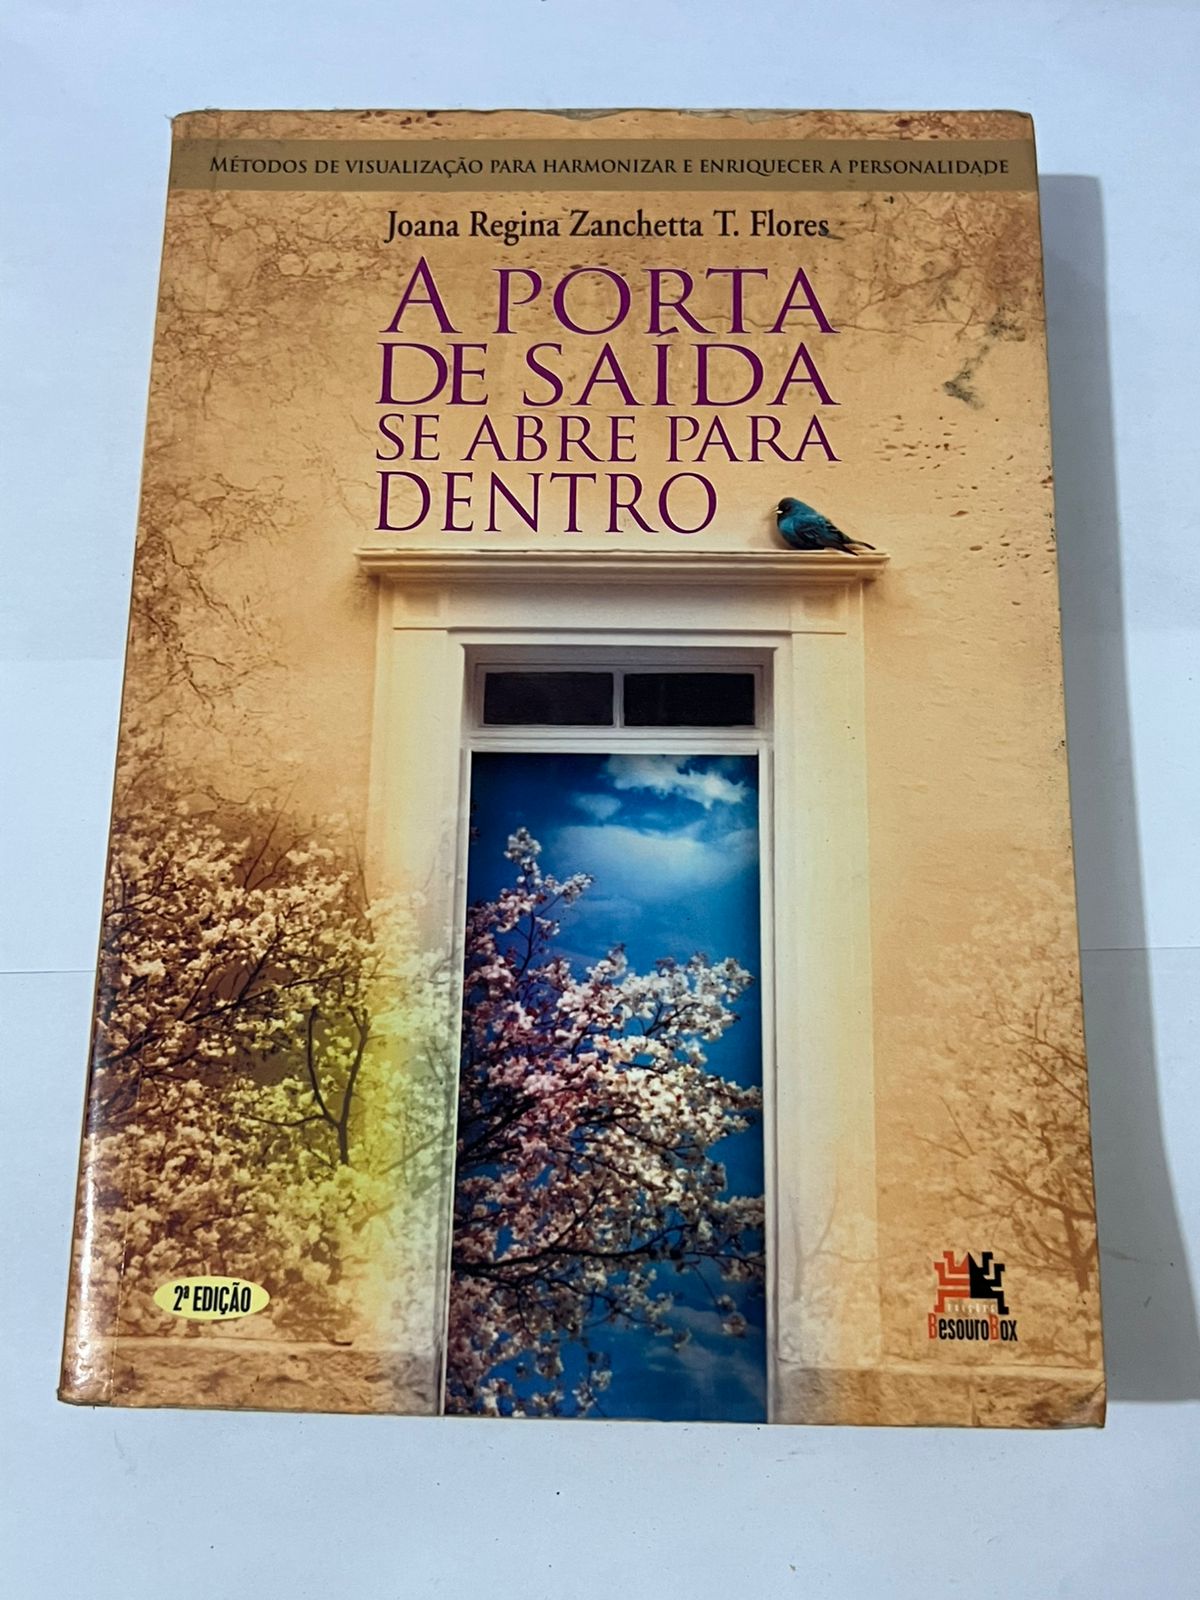 MÉTODOS DE VISUALIZAÇÃO PARA HARMONIZAR E ENRIQUECER A PERSONALIDADE
Joana Regina Zanchetta T. Flores
A PORTA
DE SAÍDA
SE ABRE PARA
DENTRO
2ª EDIÇÃO
EDIÇÕES
BesouroBox